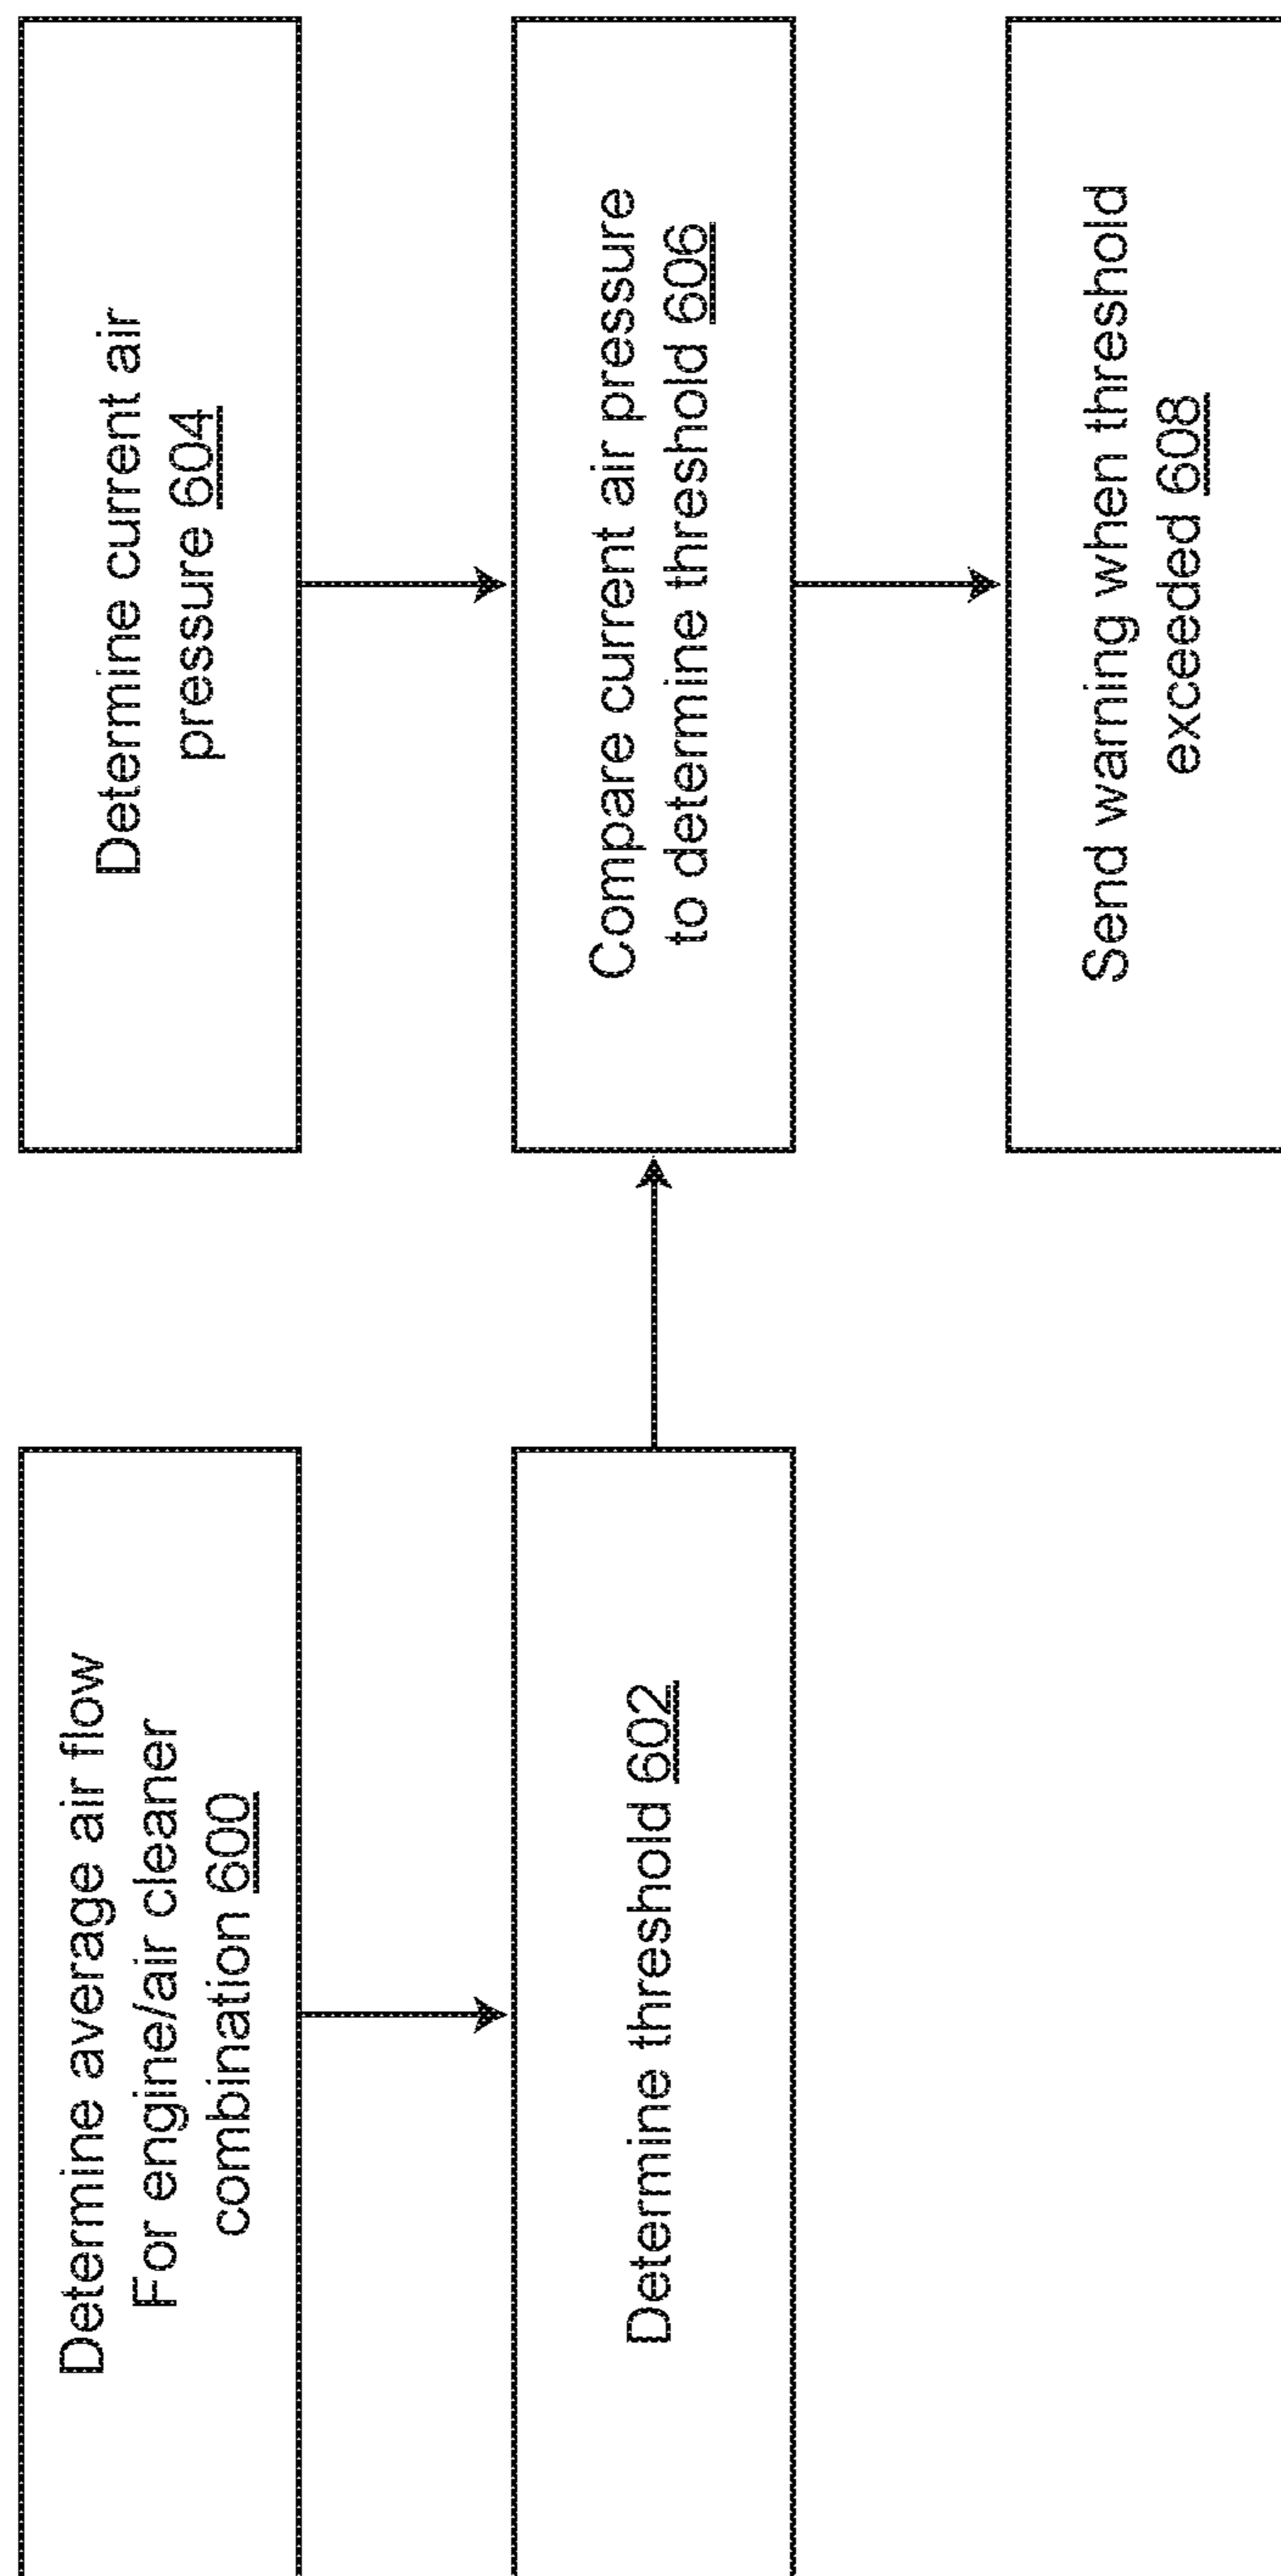 Determine average air flow
For engine/air cleaner
combination 600
Determine threshold 602
Determine current air
pressure 604
Compare current air pressure
to determine threshold 606
Send warning when threshold
exceeded 608